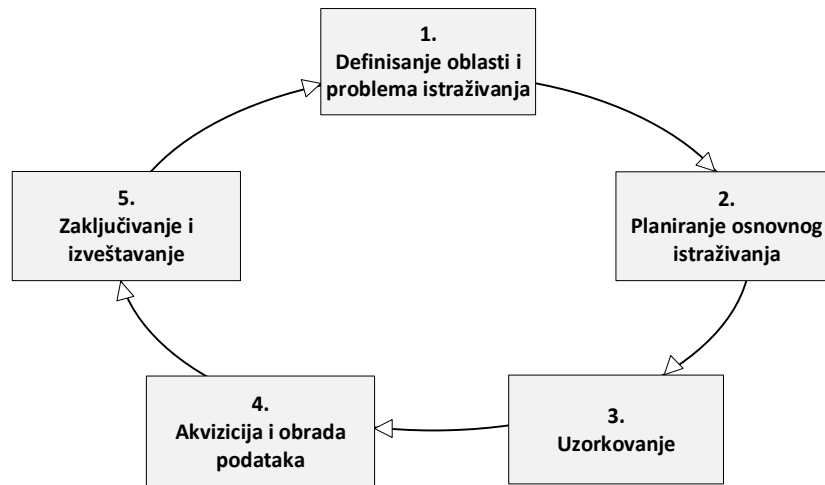 1.
Definisanje oblasti i
problema istraživanja
2.
Planiranje osnovnog
istraživanja
3.
Uzorkovanje
4.
Akvizicija i obrada
podataka
5.
Zaključivanje i
izveštavanje